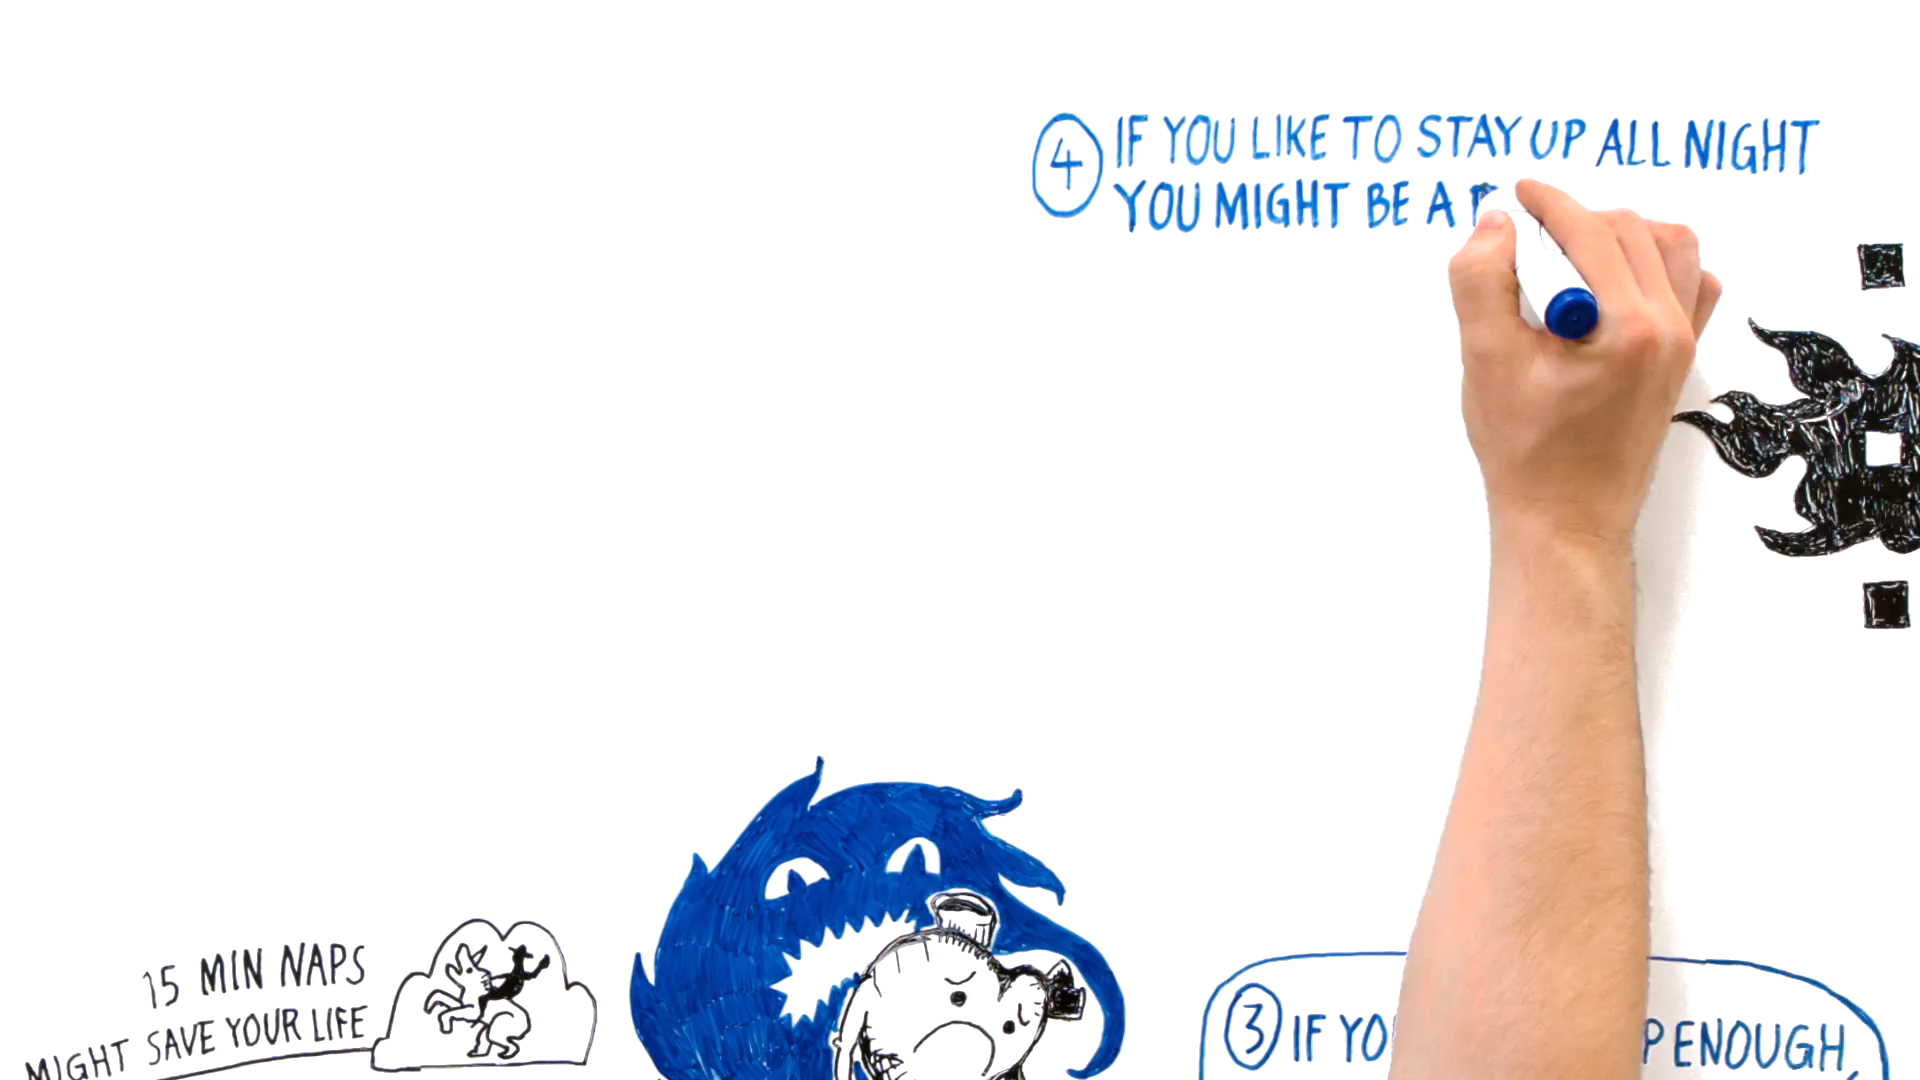 4 IF YOU LIKE TO STAY UP ALL NIGHT
YOU MIGHT BE A
15 MIN NAPS
MIGHT SAVE YOUR LIFE
3 IF YO
P ENOUGH,